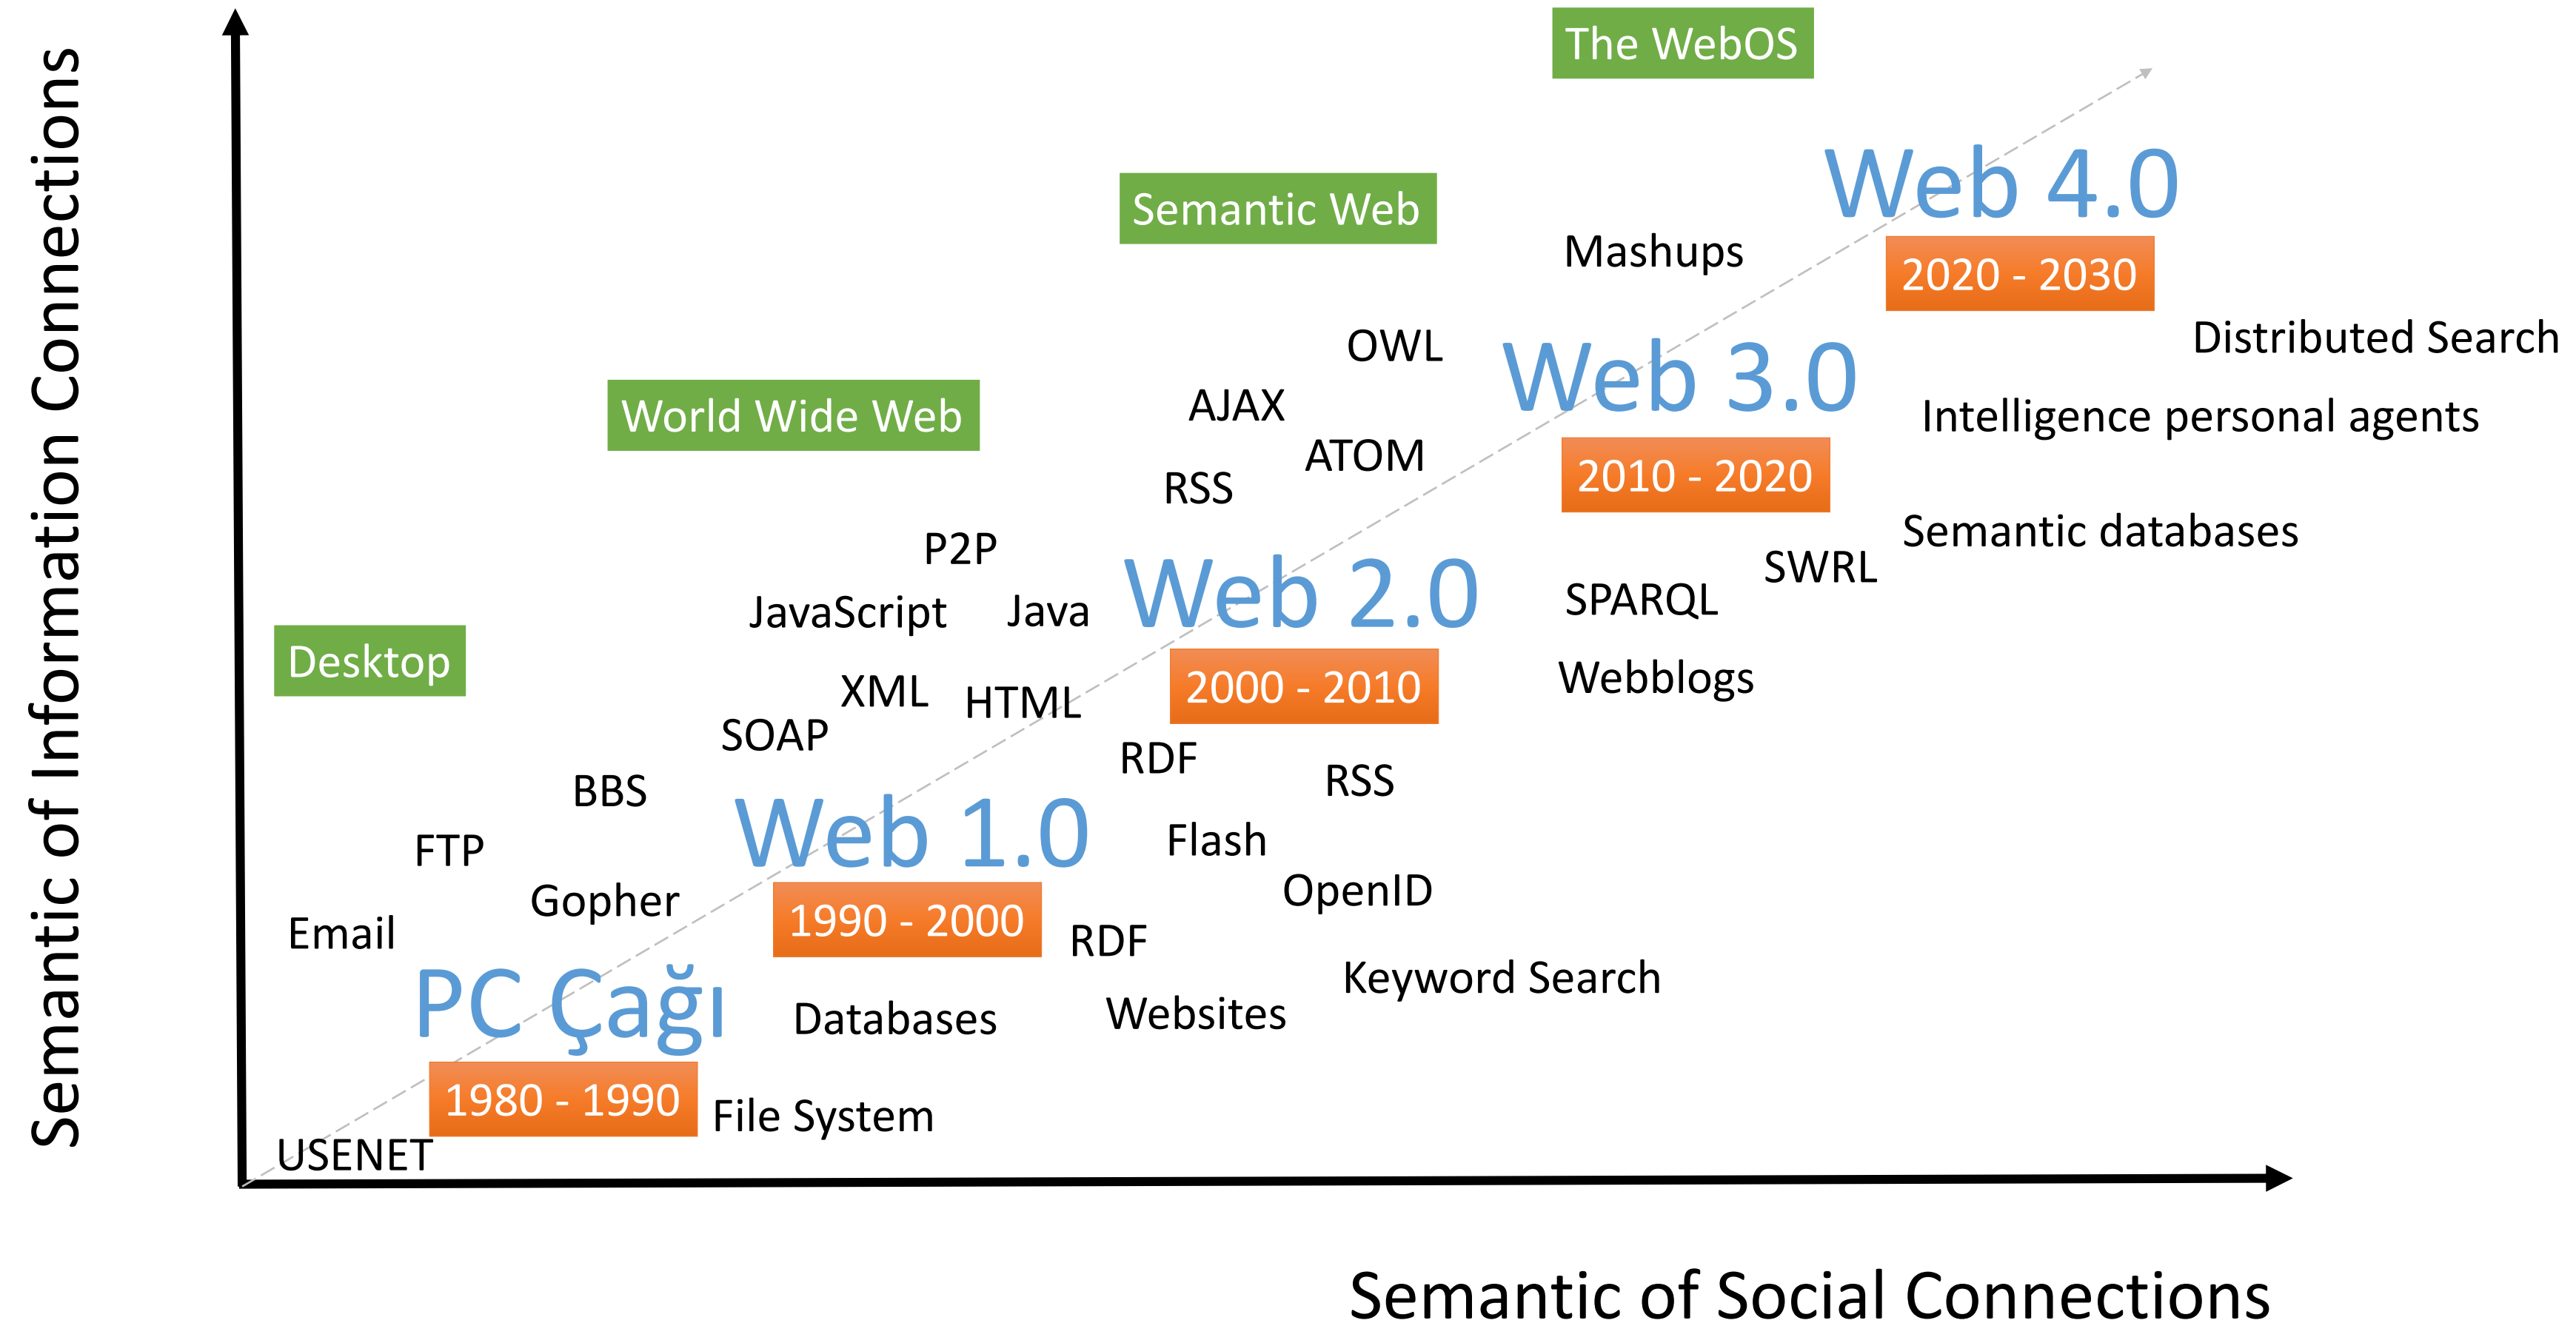 Semantic of Information Connections
The WebOS
Web 4.0
2020 - 2030
Semantic Web
Mashups
Distributed Search
OWL
Web 3.0
2010 - 2020
Intelligence personal agents
World Wide Web
AJAX
ATOM
RSS
Semantic databases
SWRL
SPARQL
Webblogs
P2P
JavaScript
Java
Web 2.0
2000 - 2010
Desktop
XML
HTML
SOAP
RDF
RSS
BBS
Web 1.0
1990 - 2000
Flash
OpenID
FTP
Gopher
Email
RDF
Keyword Search
PC Çağı
1980 - 1990
Databases
Websites
File System
USENET
Semantic of Social Connections